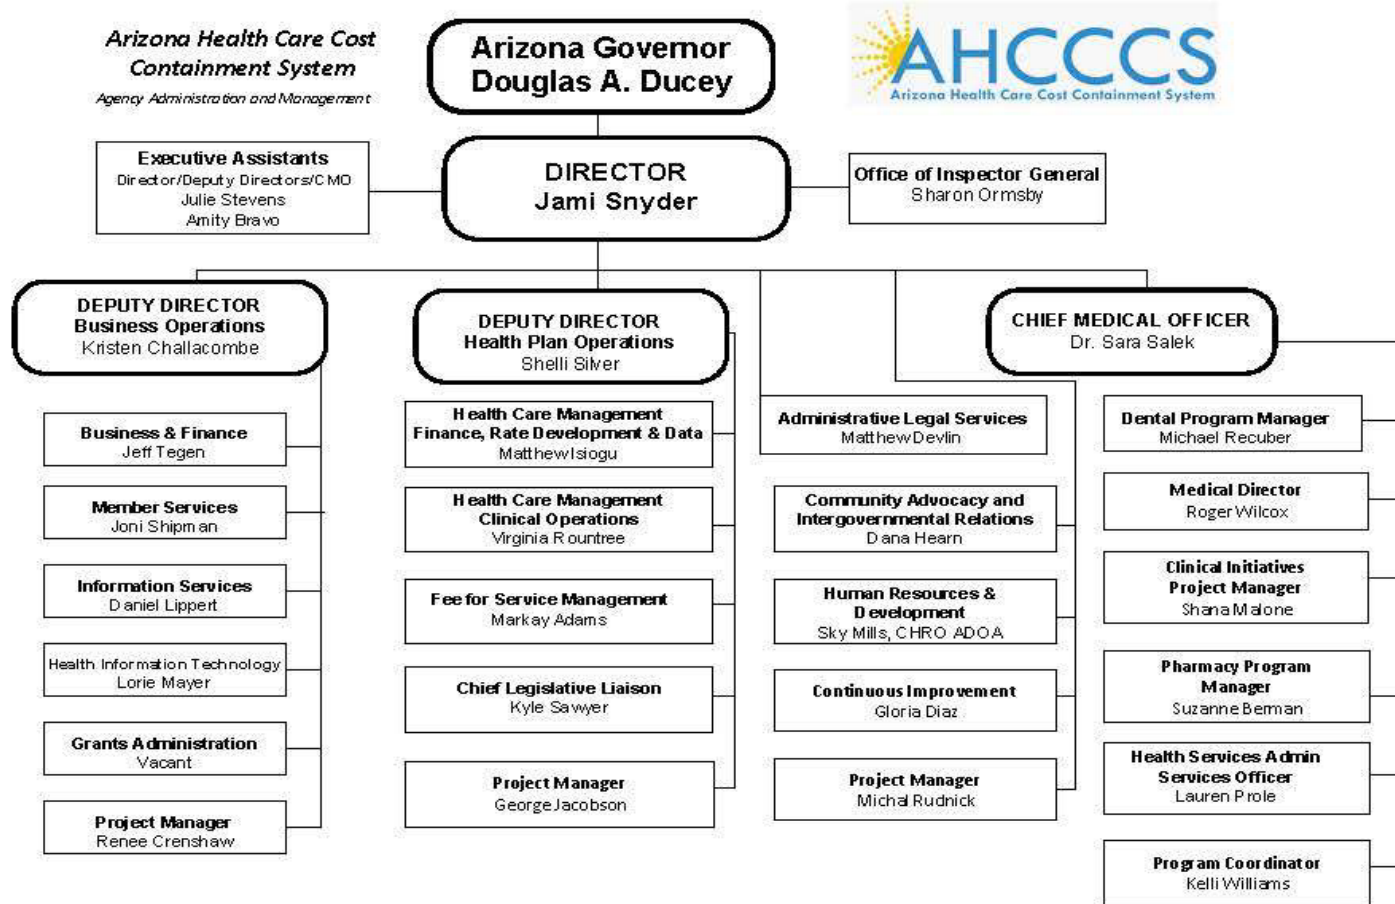 Arizona Health Care Cost
Containment System
Agency Administration and Management
Arizona Governor
Douglas A. Ducey
AHCCCS
Arizona Health Care Cost Containment System
Executive Assistants
Director/Deputy Directors/CMO
Julie Stevens
Amity Bravo
DIRECTOR
Jami Snyder
Office of Inspector General
Sharon Ormsby
DEPUTY DIRECTOR
Business Operations
Kristen Challacombe
DEPUTY DIRECTOR
Health Plan Operations
Shelli Silver
CHIEF MEDICAL OFFICER
Dr. Sara Salek
Business & Finance
Jeff Tegen
Member Services
Joni Shipman
Information Services
Daniel Lippert
Health Information Technology
Lorie Mayer
Grants Administration
Vacant
Project Manager
Renee Crenshaw
Health Care Management
Finance, Rate Development & Data
Matthew Isiogu
Health Care Management
Clinical Operations
Virginia Rountree
Fee for Service Management
Markay Adams
Chief Legislative Liaison
Kyle Sawyer
Project Manager
George Jacobson
Administrative Legal Services
Matthew Devlin
Community Advocacy and
Intergovernmental Relations
Dana Hearn
Human Resources &
Development
Sky Mills, CHRO ADOA
Continuous Improvement
Gloria Diaz
Project Manager
Michal Rudnick
Dental Program Manager
Michael Recuber
Medical Director
Roger Wilcox
Clinical Initiatives
Project Manager
Shana Malone
Pharmacy Program
Manager
Suzanne Berman
Health Services Admin
Services Officer
Lauren Prole
Program Coordinator
Kelli Williams